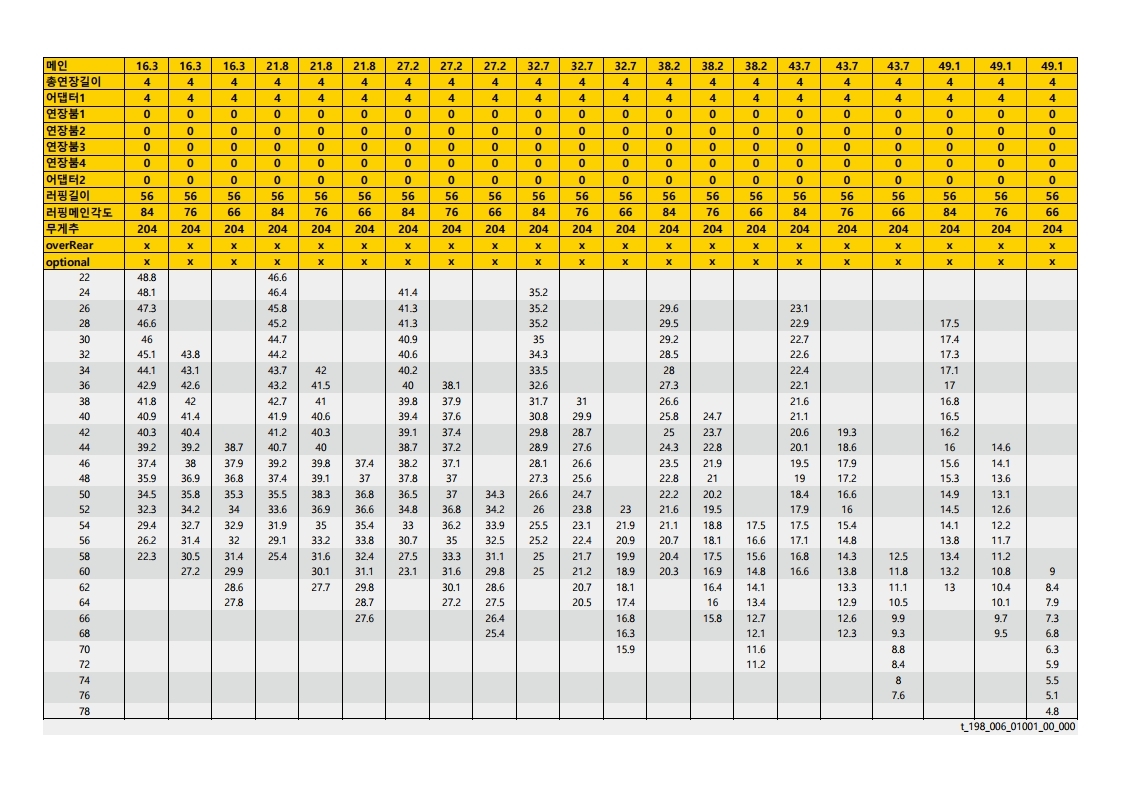 메인 16.3 16.3 16.3 21.8 21.8 21.8 27.2 27.2 27.2 32.7 32.7 32.7 38.2 38.2 38.2 43.7 43.7 43.7 49.1 49.1 49.1
총연장길이 4 4 4 4 4 4 4 4 4 4 4 4 4 4 4 4 4 4 4 4 4
어댑터1 4 4 4 4 4 4 4 4 4 4 4 4 4 4 4 4 4 4 4 4 4
연장붐1 0 0 0 0 0 0 0 0 0 0 0 0 0 0 0 0 0 0 0 0 0
연장붐2 0 0 0 0 0 0 0 0 0 0 0 0 0 0 0 0 0 0 0 0 0
연장붐3 0 0 0 0 0 0 0 0 0 0 0 0 0 0 0 0 0 0 0 0 0
연장붐4 0 0 0 0 0 0 0 0 0 0 0 0 0 0 0 0 0 0 0 0 0
어댑터2 0 0 0 0 0 0 0 0 0 0 0 0 0 0 0 0 0 0 0 0 0
러핑길이 56 56 56 56 56 56 56 56 56 56 56 56 56 56 56 56 56 56 56 56 56
러핑메인각도 84 76 66 84 76 66 84 76 66 84 76 66 84 76 66 84 76 66 84 76 66
무게추 204 204 204 204 204 204 204 204 204 204 204 204 204 204 204 204 204 204 204 204 204
overRear x x x x x x x x x x x x x x x x x x x x x
optional x x x x x x x x x x x x x x x x x x x x x
22 48.8 46.6
24 48.1 46.4 41.4 35.2
26 47.3 45.8 41.3 35.2 29.6 23.1
28 46.6 45.2 41.3 35.2 29.5 22.9 17.5
30 46 44.7 40.9 35 29.2 22.7 17.4
32 45.1 43.8 44.2 40.6 34.3 28.5 22.6 17.3
34 44.1 43.1 43.7 42 40.2 33.5 28 22.4 17.1
36 42.9 42.6 43.2 41.5 40 38.1 32.6 27.3 22.1 17
38 41.8 42 42.7 41 39.8 37.9 31.7 31 26.6 21.6 16.8
40 40.9 41.4 41.9 40.6 39.4 37.6 30.8 29.9 25.8 24.7 21.1 16.5
42 40.3 40.4 41.2 40.3 39.1 37.4 29.8 28.7 25 23.7 20.6 19.3 16.2
44 39.2 39.2 38.7 40.7 40 38.7 37.2 28.9 27.6 24.3 22.8 20.1 18.6 16 14.6
46 37.4 38 37.9 39.2 39.8 37.4 38.2 37.1 28.1 26.6 23.5 21.9 19.5 17.9 15.6 14.1
48 35.9 36.9 36.8 37.4 39.1 37 37.8 37 27.3 25.6 22.8 21 19 17.2 15.3 13.6
50 34.5 35.8 35.3 35.5 38.3 36.8 36.5 37 34.3 26.6 24.7 22.2 20.2 18.4 16.6 14.9 13.1
52 32.3 34.2 34 33.6 36.9 36.6 34.8 36.8 34.2 26 23.8 23 21.6 19.5 17.9 16 14.5 12.6
54 29.4 32.7 32.9 31.9 35 35.4 33 36.2 33.9 25.5 23.1 21.9 21.1 18.8 17.5 17.5 15.4 14.1 12.2
56 26.2 31.4 32 29.1 33.2 33.8 30.7 35 32.5 25.2 22.4 20.9 20.7 18.1 16.6 17.1 14.8 13.8 11.7
58 22.3 30.5 31.4 25.4 31.6 32.4 27.5 33.3 31.1 25 21.7 19.9 20.4 17.5 15.6 16.8 14.3 12.5 13.4 11.2
60 27.2 29.9 30.1 31.1 23.1 31.6 29.8 25 21.2 18.9 20.3 16.9 14.8 16.6 13.8 11.8 13.2 10.8 9
62 28.6 27.7 29.8 30.1 28.6 20.7 18.1 16.4 14.1 13.3 11.1 13 10.4 8.4
64 27.8 28.7 27.2 27.5 20.5 17.4 16 13.4 12.9 10.5 10.1 7.9
66 27.6 26.4 16.8 15.8 12.7 12.6 9.9 9.7 7.3
68 25.4 16.3 12.1 12.3 9.3 9.5 6.8
70 15.9 11.6 8.8 6.3
72 11.2 8.4 5.9
74 8 5.5
76 7.6 5.1
78 4.8
t_198_006_01001_00_000